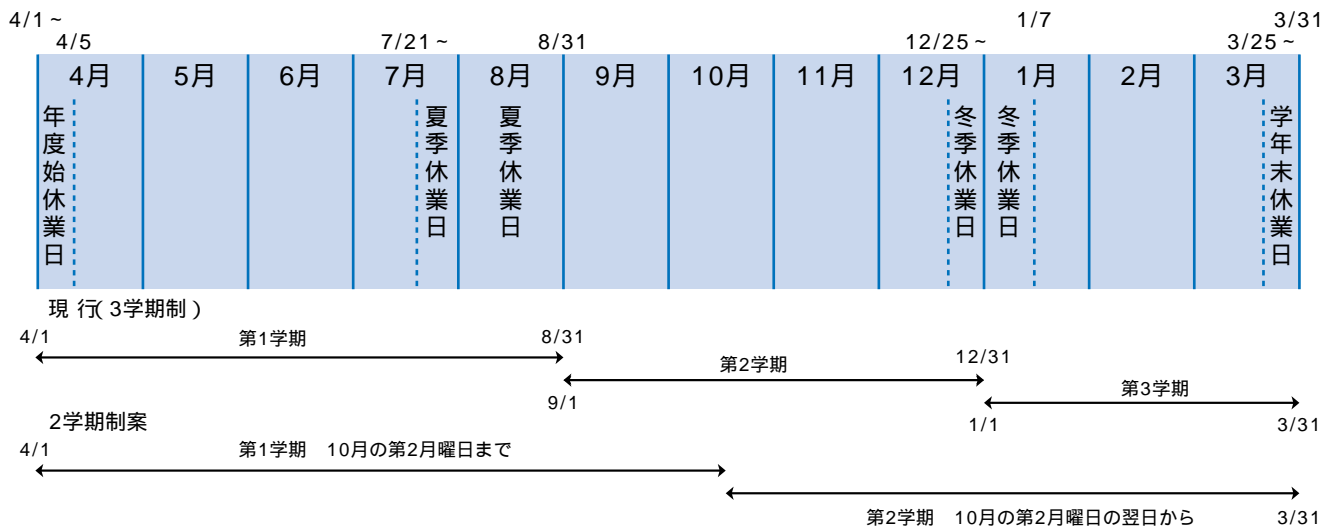 4/1 ~ 1/7 3/31
4/5 7/21 ~ 8/31 12/25 ~ 3/25 ~
4月 5月 6月 7月 8月 9月 10月 11月 12月 1月 2月 3月
年度始休業日
夏季休業日
夏季休業日
冬季休業日
冬季休業日
学年末休業日
現 行( 3学期制 )
4/1 第1学期 8/31
第2学期 12/31
9/1 第3学期
2学期制案 1/1 3/31
4/1 第1学期 10月の第2月曜日まで
第2学期 10月の第2月曜日の翌日から 3/31